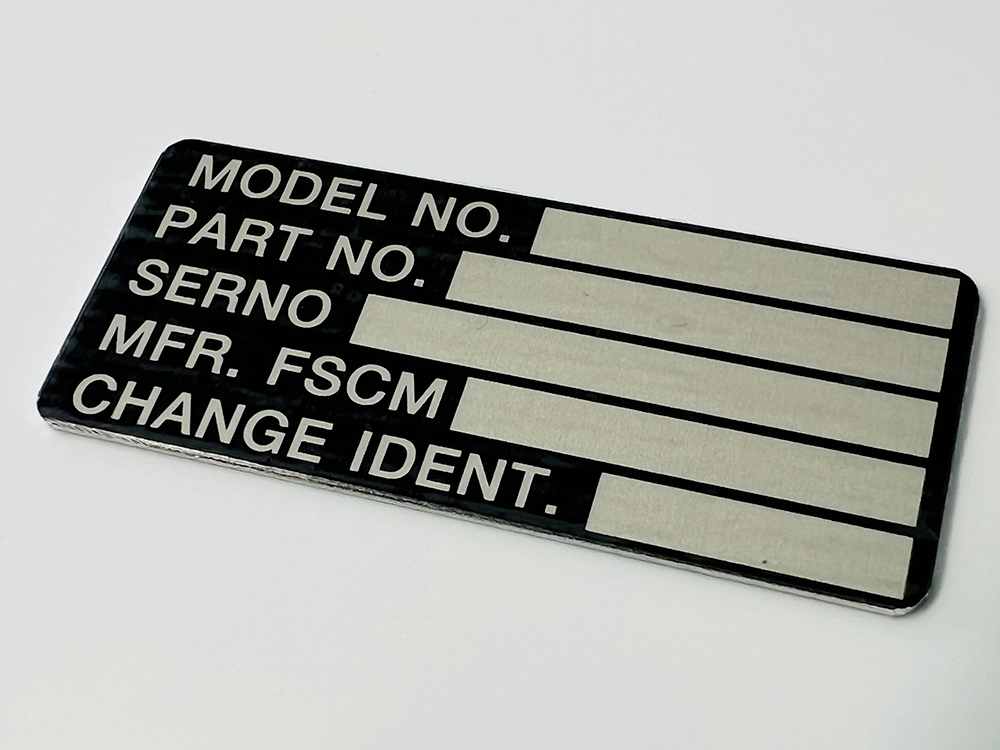 MODEL NO.
PART NO.
SERNO
MFR. FSCM
CHANGE IDENT.